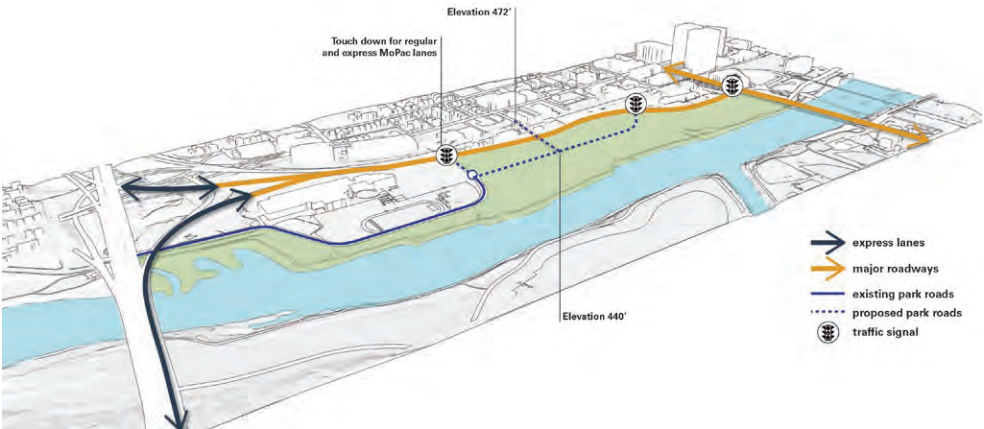 Elevation 472'
Touch down for regular
and express MoPac lanes
express lanes
major roadways
existing park roads
proposed park roads
traffic signal
Elevation 440'